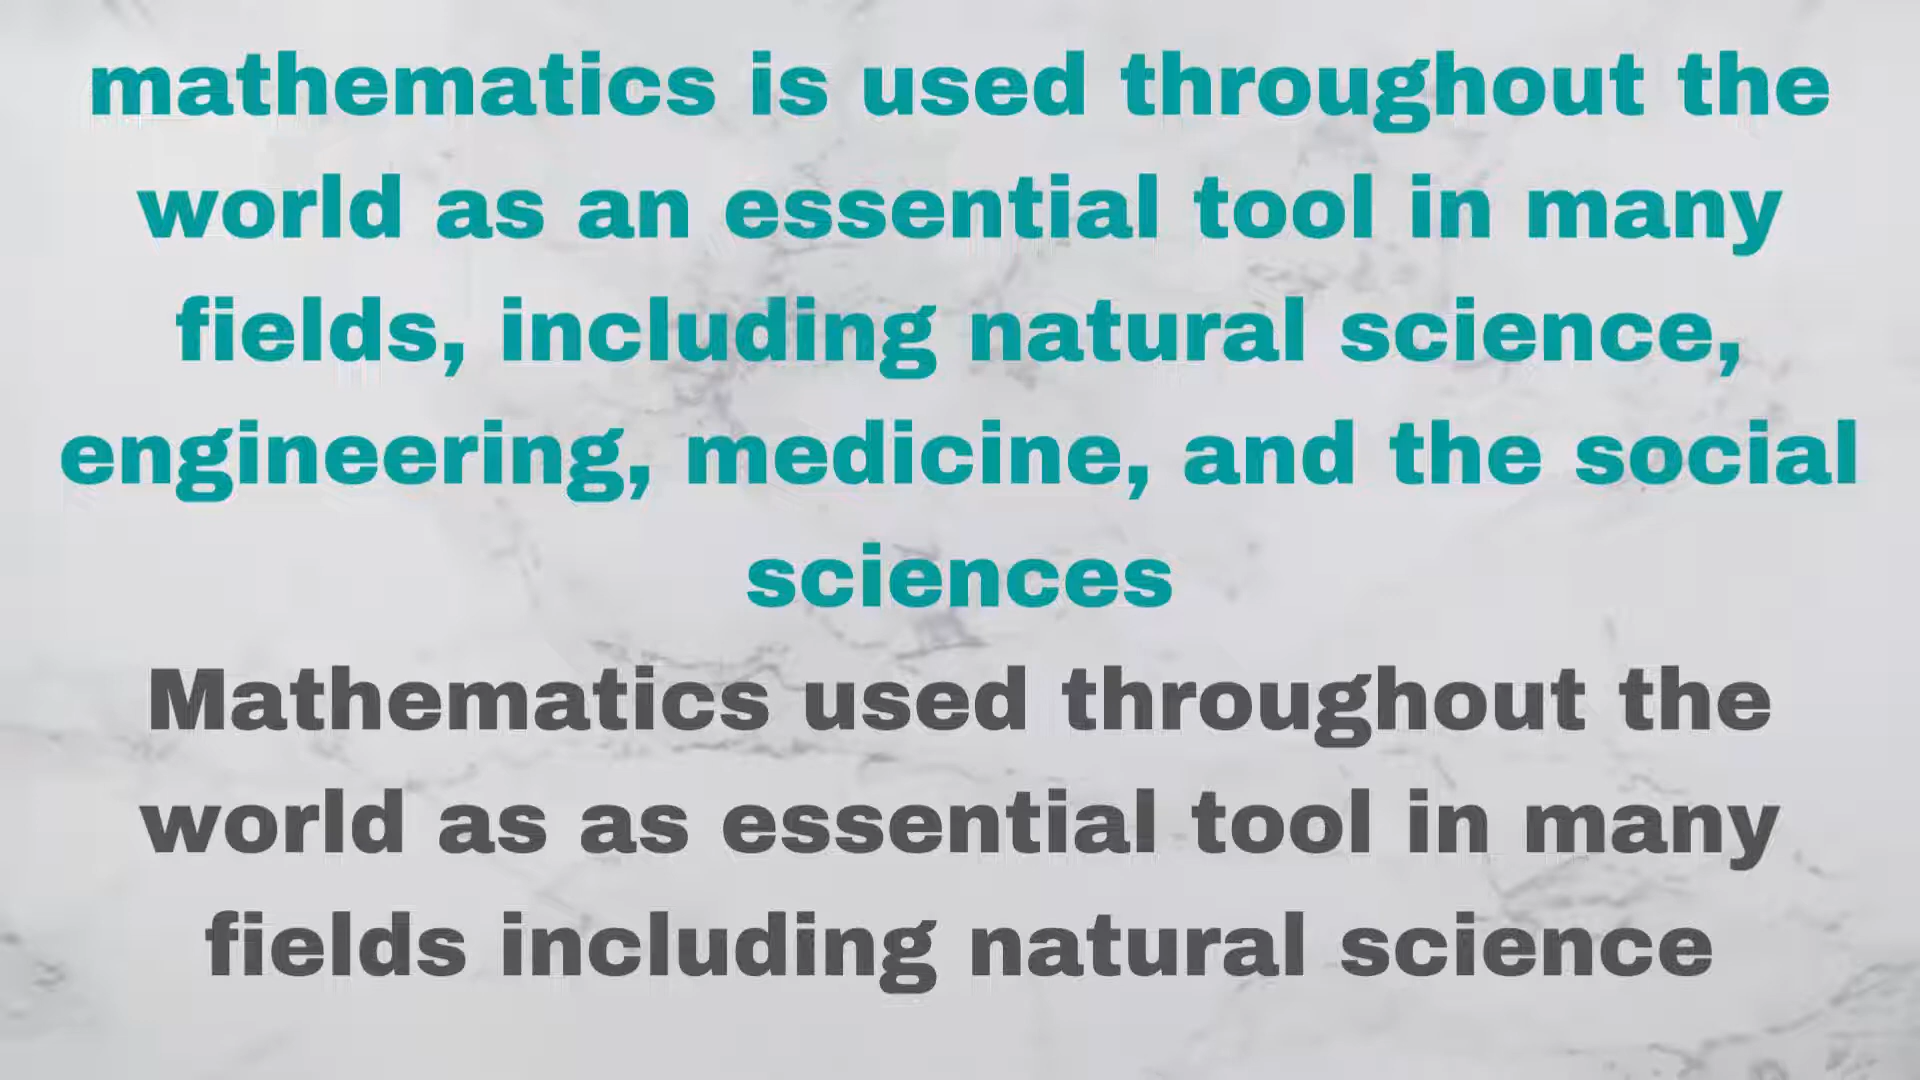 mathematics is used throughout the
world as an essential tool in many
fields, including natural science,
engineering, medicine, and the social
sciences
Mathematics used throughout the
world as as essential tool in many
fields including natural science